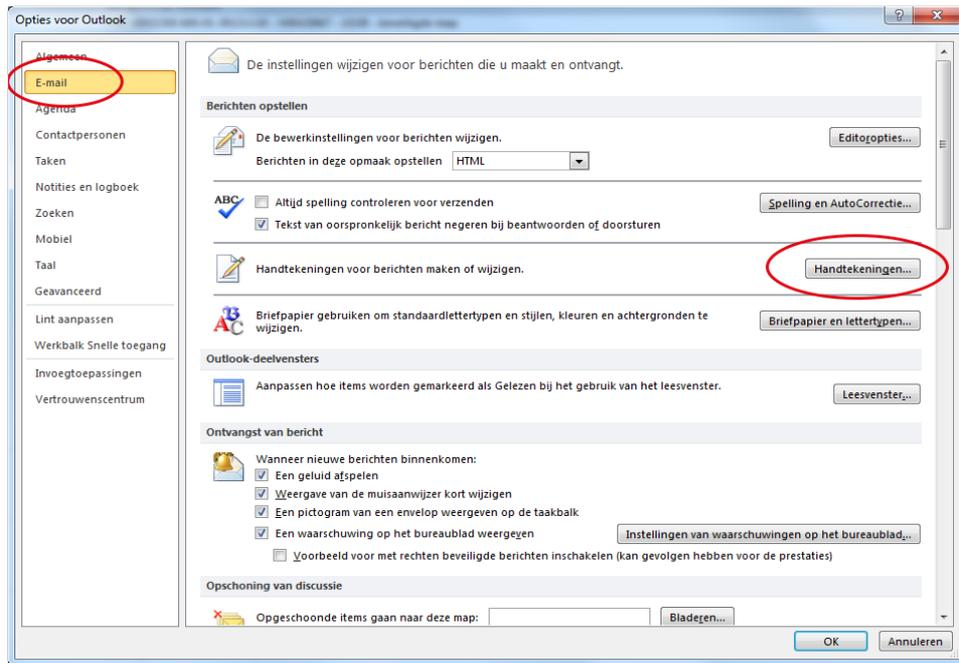 Opties voor Outlook
Algemeen
E-mail
Agenda
Contactpersonen
Taken
Notities en logboek
Zoeken
Mobiel
Taal
Geavanceerd
Lint aanpassen
Werkbalk Snelle toegang
Invoegtoepassingen
Vertrouwenscentrum
De instellingen wijzigen voor berichten die u maakt en ontvangt.
Berichten opstellen
De bewerkinstellingen voor berichten wijzigen.
Editoropties...
Berichten in deze opmaak opstellen HTML
ABC Altijd spelling controleren voor verzenden
Spelling en AutoCorrectie...
Tekst van oorspronkelijk bericht negeren bij beantwoorden of doorsturen
Handtekeningen voor berichten maken of wijzigen.
Handtekeningen...
Briefpapier gebruiken om standaardlettertypen en stijlen, kleuren en achtergronden te
wijzigen.
Briefpapier en lettertypen...
Outlook-deelvensters
Aanpassen hoe items worden gemarkeerd als Gelezen bij het gebruik van het leesvenster.
Leesvenster...
Ontvangst van bericht
Wanneer nieuwe berichten binnenkomen:
Een geluid afspelen
Weergave van de muisaanwijzer kort wijzigen
Een pictogram van een envelop weergeven op de taakbalk
Een waarschuwing op het bureaublad weergeven
Instellingen van waarschuwingen op het bureaublad...
Voorbeeld voor met rechten beveiligde berichten inschakelen (kan gevolgen hebben voor de prestaties)
Opschoning van discussie
Opgeschoonde items gaan naar deze map:
Bladeren...
OK
Annuleren